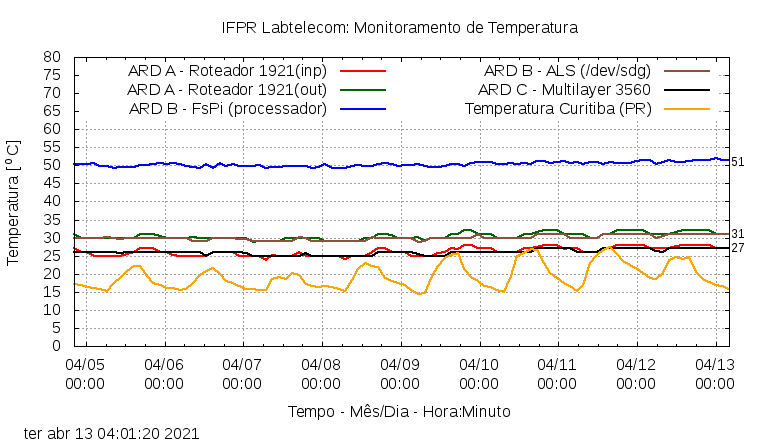 IFPR Labtelecom: Monitoramento de Temperatura
80
75
70
65
60
55
50
45
40
35
30
25
20
15
10
5
0
Temperatura [ºC]
ARD A - Roteador 1921(inp)
ARD A - Roteador 1921(out)
ARD B - FsPi (processador)
ARD B - ALS (/dev/sdg)
ARD C - Multilayer 3560
Temperatura Curitiba (PR)
51
31
27
04/05 04/06 04/07 04/08 04/09 04/10 04/11 04/12 04/13
00:00 00:00 00:00 00:00 00:00 00:00 00:00 00:00 00:00
Tempo - Mês/Dia - Hora:Minuto
ter abr 13 04:01:20 2021